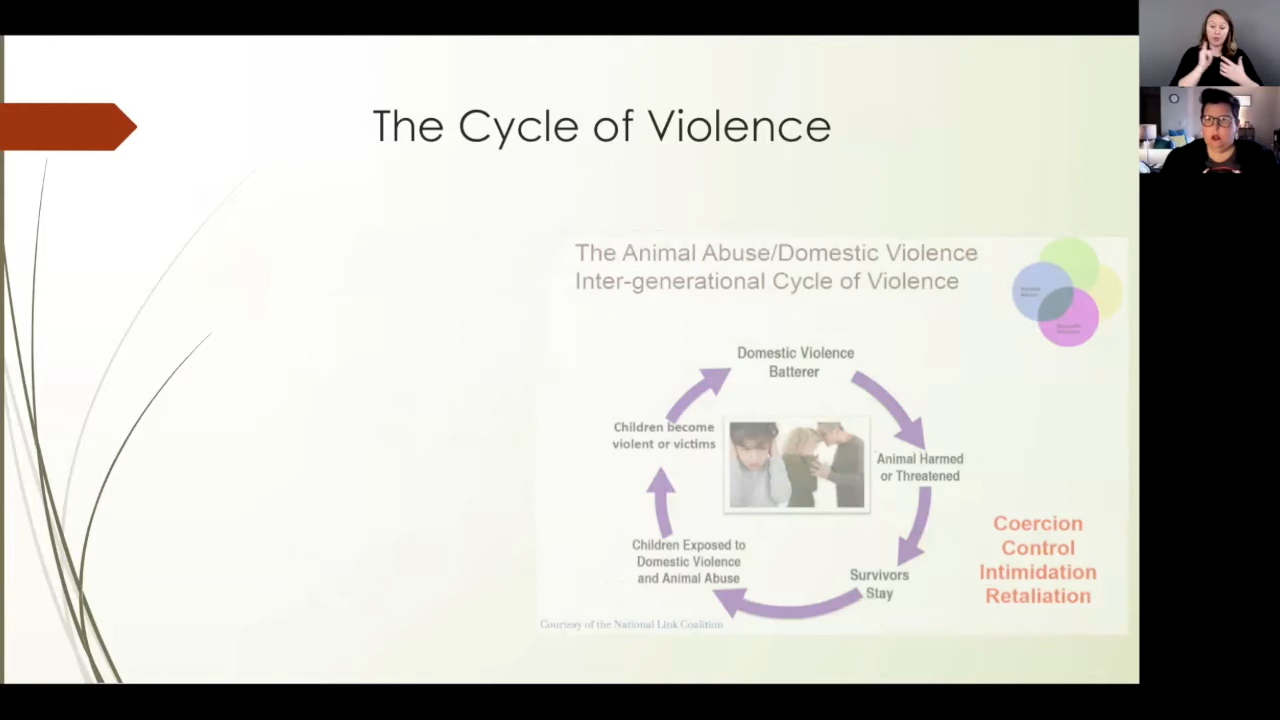 The Cycle of Violence
The Animal Abuse/Domestic Violence
Inter-generational Cycle of Violence
Domestic Violence
Batterer
Animal Harmed
or Threatened
Survivors
Stay
Children Exposed to
Domestic Violence
and Animal Abuse
Children become
violent or victims
Coercion
Control
Intimidation
Retaliation
Courtesy of the National Link Coalition